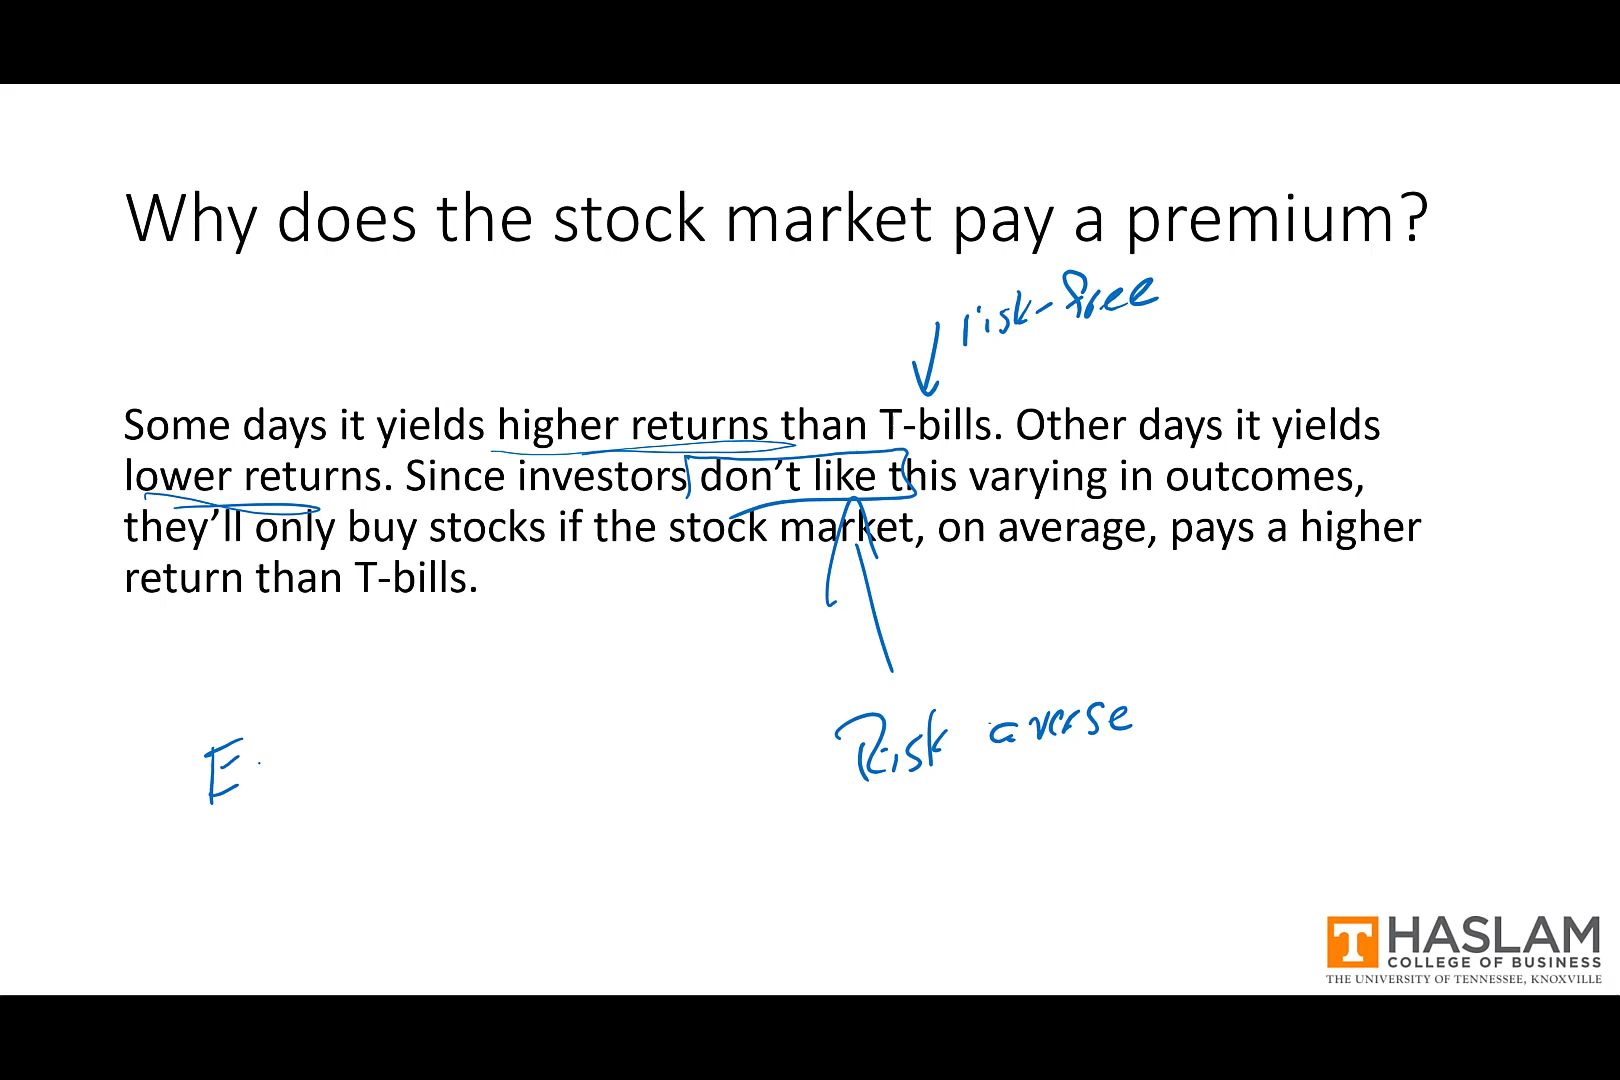 Why does the stock market pay a premium?
risk-free
Some days it yields higher returns than T-bills. Other days it yields
lower returns. Since investors don’t like this varying in outcomes,
they’ll only buy stocks if the stock market, on average, pays a higher
return than T-bills.
Risk averse
E
T HASLAM
COLLEGE OF BUSINESS
THE UNIVERSITY OF TENNESSEE, KNOXVILLE